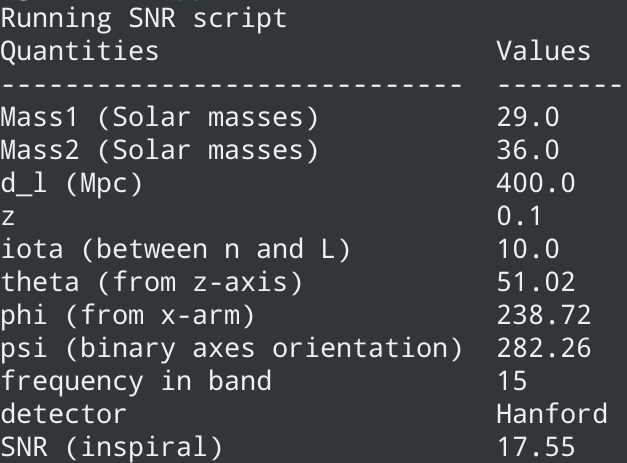 Running SNR script
Quantities Values
----------------------------- --------
Mass1 (Solar masses) 29.0
Mass2 (Solar masses) 36.0
d_l (Mpc) 400.0
z 0.1
iota (between n and L) 10.0
theta (from z-axis) 51.02
phi (from x-arm) 238.72
psi (binary axes orientation) 282.26
frequency in band 15
detector Hanford
SNR (inspiral) 17.55